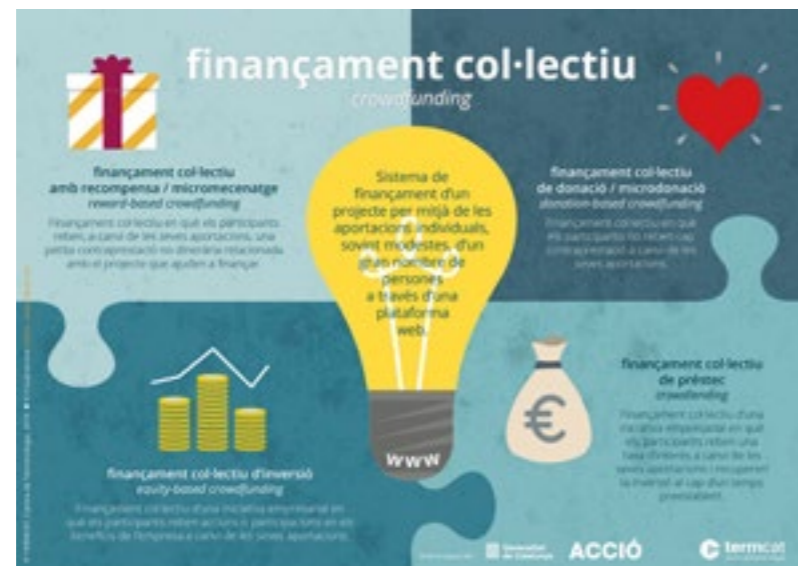 finançament col·lectiu
crowdfunding
finançament col·lectiu
amb recompensa / micromecenatge
reward-based crowdfunding
Finançament col·lectiu en què els participants
reben, a canvi de les seves aportacions, una
petita contraprestació no dinerària relacionada
amb el projecte que ajuden a finançar.
Sistema de
finançament d'un
projecte per mitjà de les
aportacions individuals,
sovint modestes, d'un
gran nombre de
persones
a través d'una
plataforma
web.
www
finançament col·lectiu
de donació / microdonació
donation-based crowdfunding
Finançament col·lectiu en què
els participants no reben cap
contraprestació a canvi de les
seves aportacions.
finançament col·lectiu d'inversió
equity-based crowdfunding
Finançament col·lectiu d'una iniciativa empresarial en
què els participants reben accions o participacions en els
beneficis de l'empresa a canvi de les seves aportacions.
€
finançament col·lectiu
de préstec
crowdlending
Finançament col·lectiu d'una
iniciativa empresarial en què
els participants reben una
taxa d'interès a canvi de les
seves aportacions i recuperen
la inversió al cap d'un temps
preestablert.
Generalitat
de Catalunya
ACCIÓ
termcat